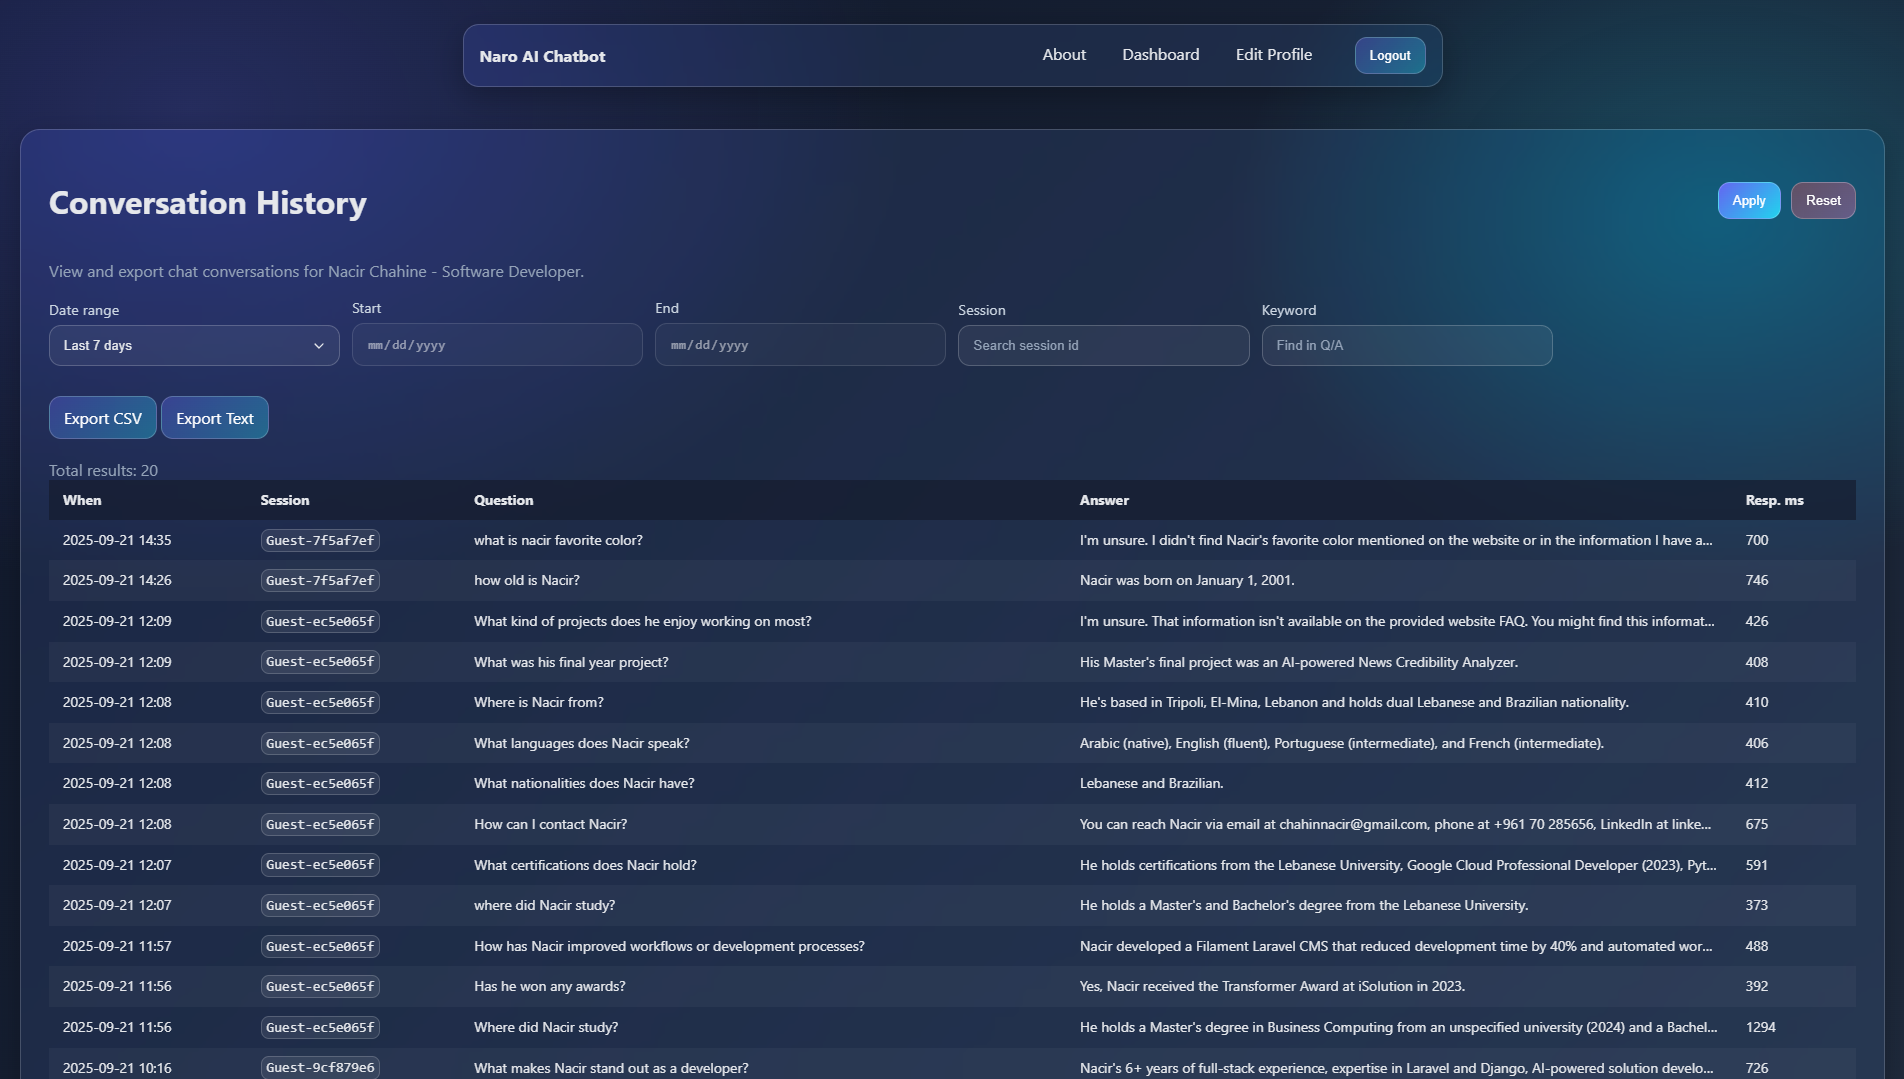 Naro AI Chatbot About Dashboard Edit Profile Logout
Conversation History Apply Reset
View and export chat conversations for Nacir Chahine - Software Developer.
Date range Start End Session Keyword
Last 7 days mm/dd/yyyy mm/dd/yyyy Search session id Find in Q/A
Export CSV Export Text
Total results: 20
When Session Question Answer Resp. ms
2025-09-21 14:35 Guest-7f5af7ef what is nacir favorite color? I'm unsure. I didn't find Nacir's favorite color mentioned on the website or in the information I have a... 700
2025-09-21 14:26 Guest-7f5af7ef how old is Nacir? Nacir was born on January 1, 2001. 746
2025-09-21 12:09 Guest-ec5e065f What kind of projects does he enjoy working on most? I'm unsure. That information isn't available on the provided website FAQ. You might find this informat... 426
2025-09-21 12:09 Guest-ec5e065f What was his final year project? His Master's final project was an AI-powered News Credibility Analyzer. 408
2025-09-21 12:08 Guest-ec5e065f Where is Nacir from? He's based in Tripoli, El-Mina, Lebanon and holds dual Lebanese and Brazilian nationality. 410
2025-09-21 12:08 Guest-ec5e065f What languages does Nacir speak? Arabic (native), English (fluent), Portuguese (intermediate), and French (intermediate). 406
2025-09-21 12:08 Guest-ec5e065f What nationalities does Nacir have? Lebanese and Brazilian. 412
2025-09-21 12:08 Guest-ec5e065f How can I contact Nacir? You can reach Nacir via email at chahinnacir@gmail.com, phone at +961 70 285656, LinkedIn at linke... 675
2025-09-21 12:07 Guest-ec5e065f What certifications does Nacir hold? He holds certifications from the Lebanese University, Google Cloud Professional Developer (2023), Pyt... 591
2025-09-21 12:07 Guest-ec5e065f where did Nacir study? He holds a Master's and Bachelor's degree from the Lebanese University. 373
2025-09-21 11:57 Guest-ec5e065f How has Nacir improved workflows or development processes? Nacir developed a Filament Laravel CMS that reduced development time by 40% and automated wor... 488
2025-09-21 11:56 Guest-ec5e065f Has he won any awards? Yes, Nacir received the Transformer Award at iSolution in 2023. 392
2025-09-21 11:56 Guest-ec5e065f Where did Nacir study? He holds a Master's degree in Business Computing from an unspecified university (2024) and a Bachel... 1294
2025-09-21 10:16 Guest-9cf879e6 What makes Nacir stand out as a developer? Nacir's 6+ years of full-stack experience, expertise in Laravel and Django, AI-powered solution develo... 726